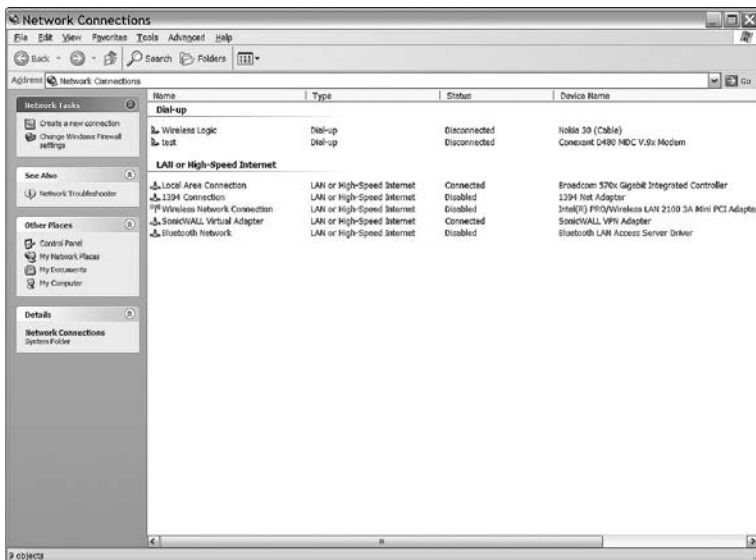 Network Connections
File Edit View Favorites Tools Advanced Help
Back Search Folders
Address Network Connections Go
Network Tasks
Create a new connection
Change Windows Firewall settings
See Also
Network Troubleshooter
Other Places
Control Panel
My Network Places
My Documents
My Computer
Details
Network Connections
System Folder
Name Type Status Device Name
Dial-up
Wireless Logic Dial-up Disconnected Nokia 30 (Cable)
test Dial-up Disconnected Conexant D480 MDC V.9x Modem
LAN or High-Speed Internet
Local Area Connection LAN or High-Speed Internet Connected Broadcom 570x Gigabit Integrated Controller
1394 Connection LAN or High-Speed Internet Disabled 1394 Net Adapter
Wireless Network Connection LAN or High-Speed Internet Disabled Intel(R) PRO/Wireless LAN 2100 3A Mini PCI Adapte
SonicWALL Virtual Adapter LAN or High-Speed Internet Connected SonicWALL VPN Adapter
Bluetooth Network LAN or High-Speed Internet Disabled Bluetooth LAN Access Server Driver
9 objects